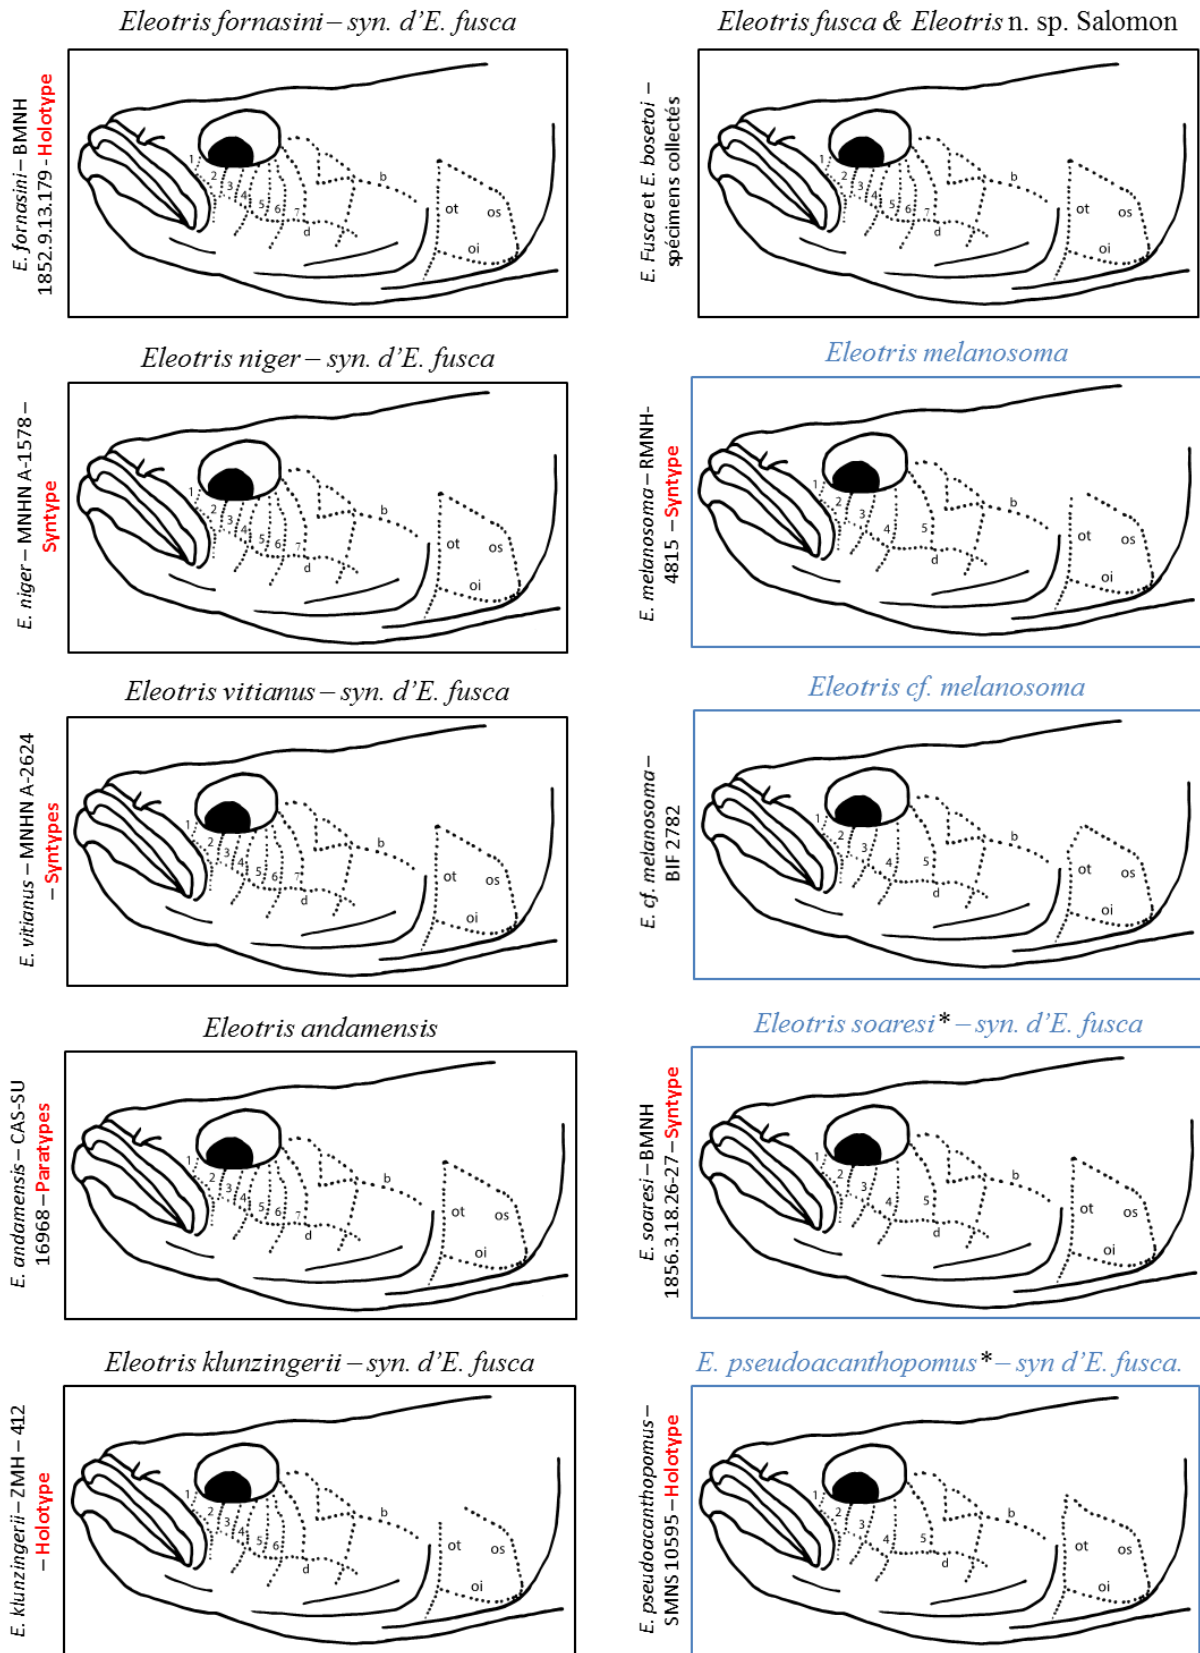 Eleotris fornasini – syn. d’E. fusca
E. fornasini – BMNH
1852.9.13.179 - Holotype
1
2
3
4
5
6
7
b
d
ot
os
oi
Eleotris fusca & Eleotris n. sp. Salomon
E. Fusca et E. bosetoi –
spécimens collectés
1
2
3
4
5
6
7
b
d
ot
os
oi
Eleotris niger – syn. d’E. fusca
E. niger – MNHN A-1578 –
Syntype
1
2
3
4
5
6
7
b
d
ot
os
oi
Eleotris melanosoma
E. melanosoma – RMNH-
4815 – Syntype
1
2
3
4
5
b
d
ot
os
oi
Eleotris vitianus – syn. d’E. fusca
E. vitianus – MNHN A-2624
– Syntypes
1
2
3
4
5
6
7
b
d
ot
os
oi
Eleotris cf. melanosoma
E. cf. melanosoma –
BIF 2782
1
2
3
4
5
b
d
ot
os
oi
Eleotris andamensis
E. andamensis – CAS-SU
16968 – Paratypes
1
2
3
4
5
6
7
b
d
ot
os
oi
Eleotris soaresi* – syn. d’E. fusca
E. soaresi – BMNH
1856.3.18.26-27 – Syntype
1
2
3
4
5
b
d
ot
os
oi
Eleotris klunzingerii – syn. d’E. fusca
E. klunzingerii – ZMH – 412
– Holotype
1
2
3
4
5
6
b
d
ot
os
oi
E. pseudoacanthopomus* – syn d’E. fusca.
E. pseudoacanthopomus –
SMNS 10595 – Holotype
1
2
3
4
5
b
d
ot
os
oi